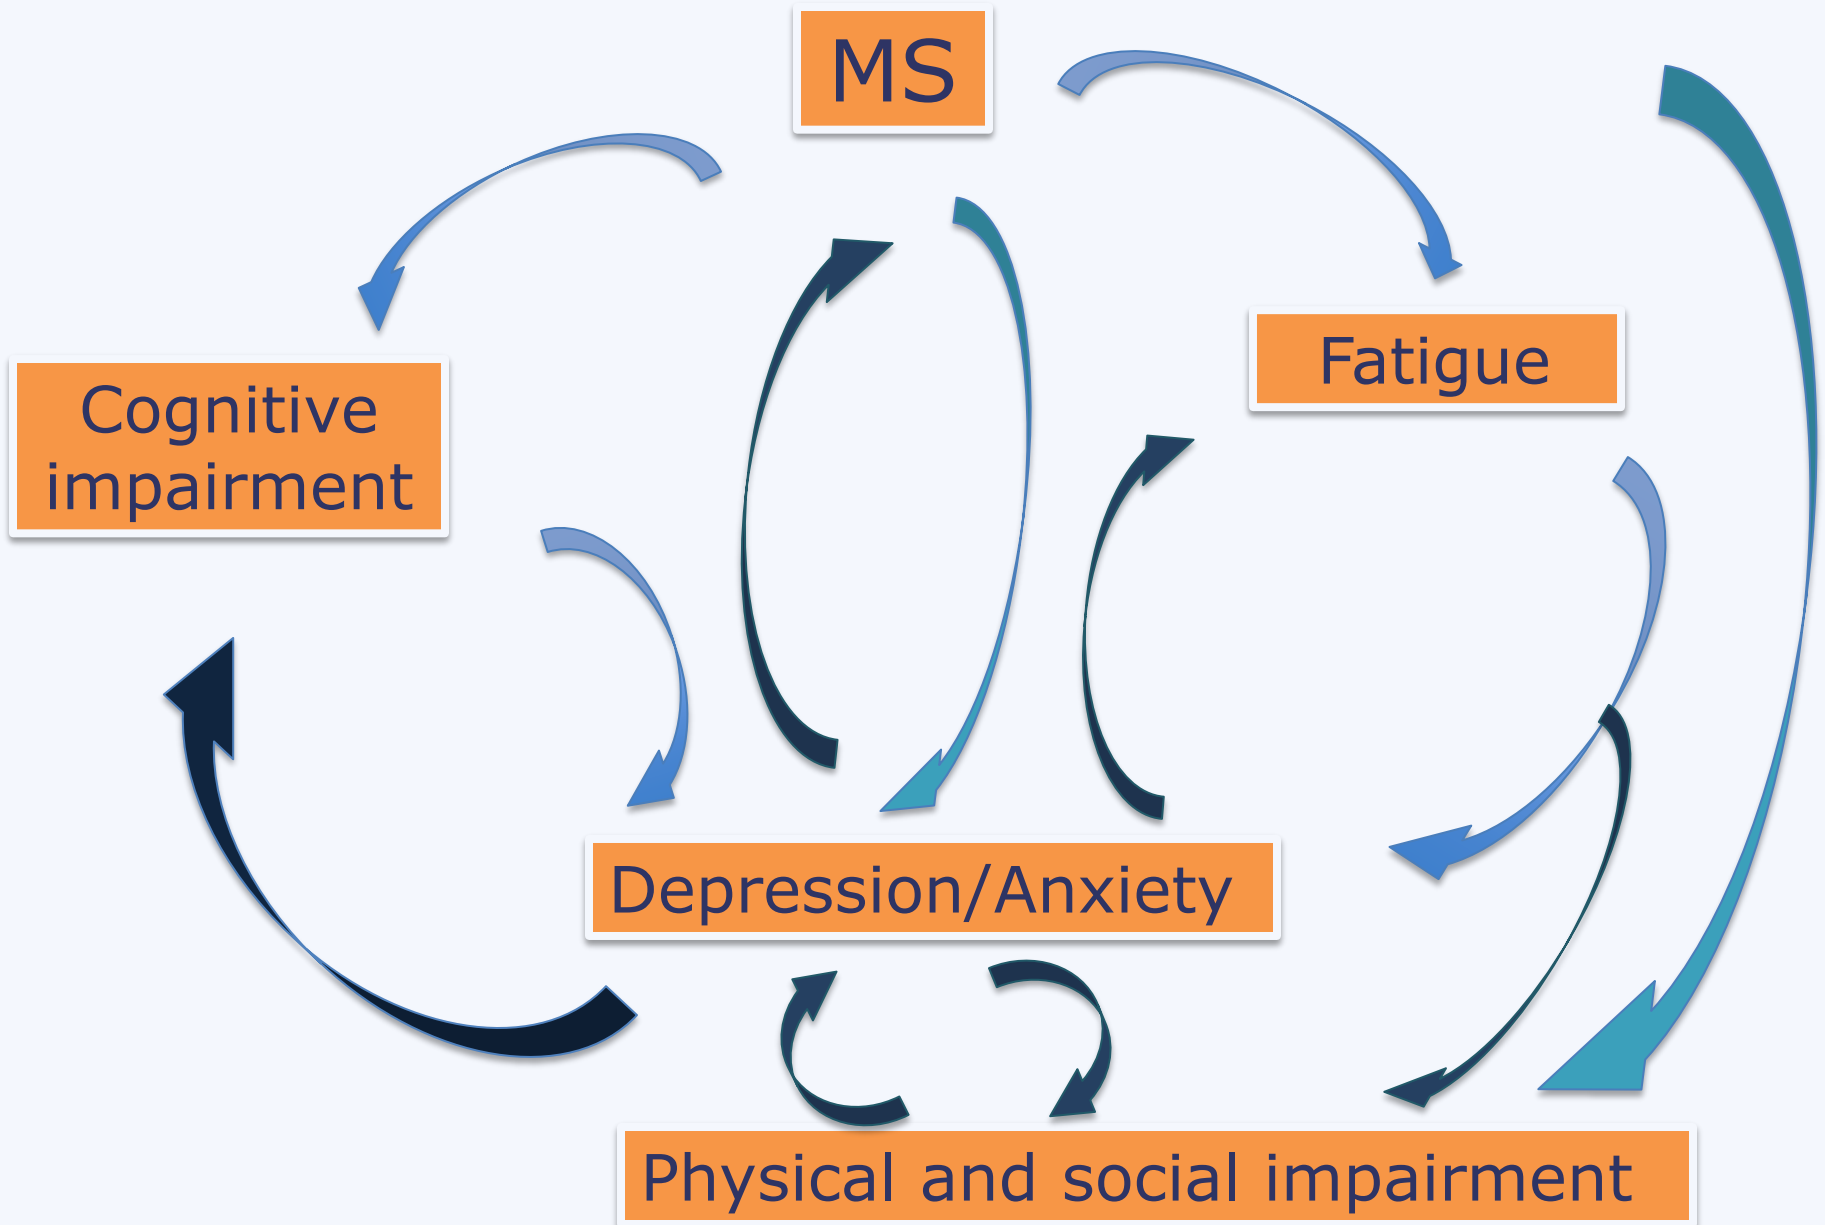 MS
Fatigue
Cognitive
impairment
Depression/Anxiety
Physical and social impairment